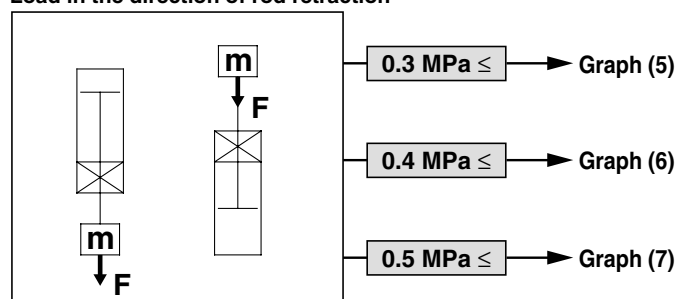 Load in the direction of rod retraction
m
F
m
F
0.3 MPa ≤
Graph (5)
0.4 MPa ≤
Graph (6)
0.5 MPa ≤
Graph (7)